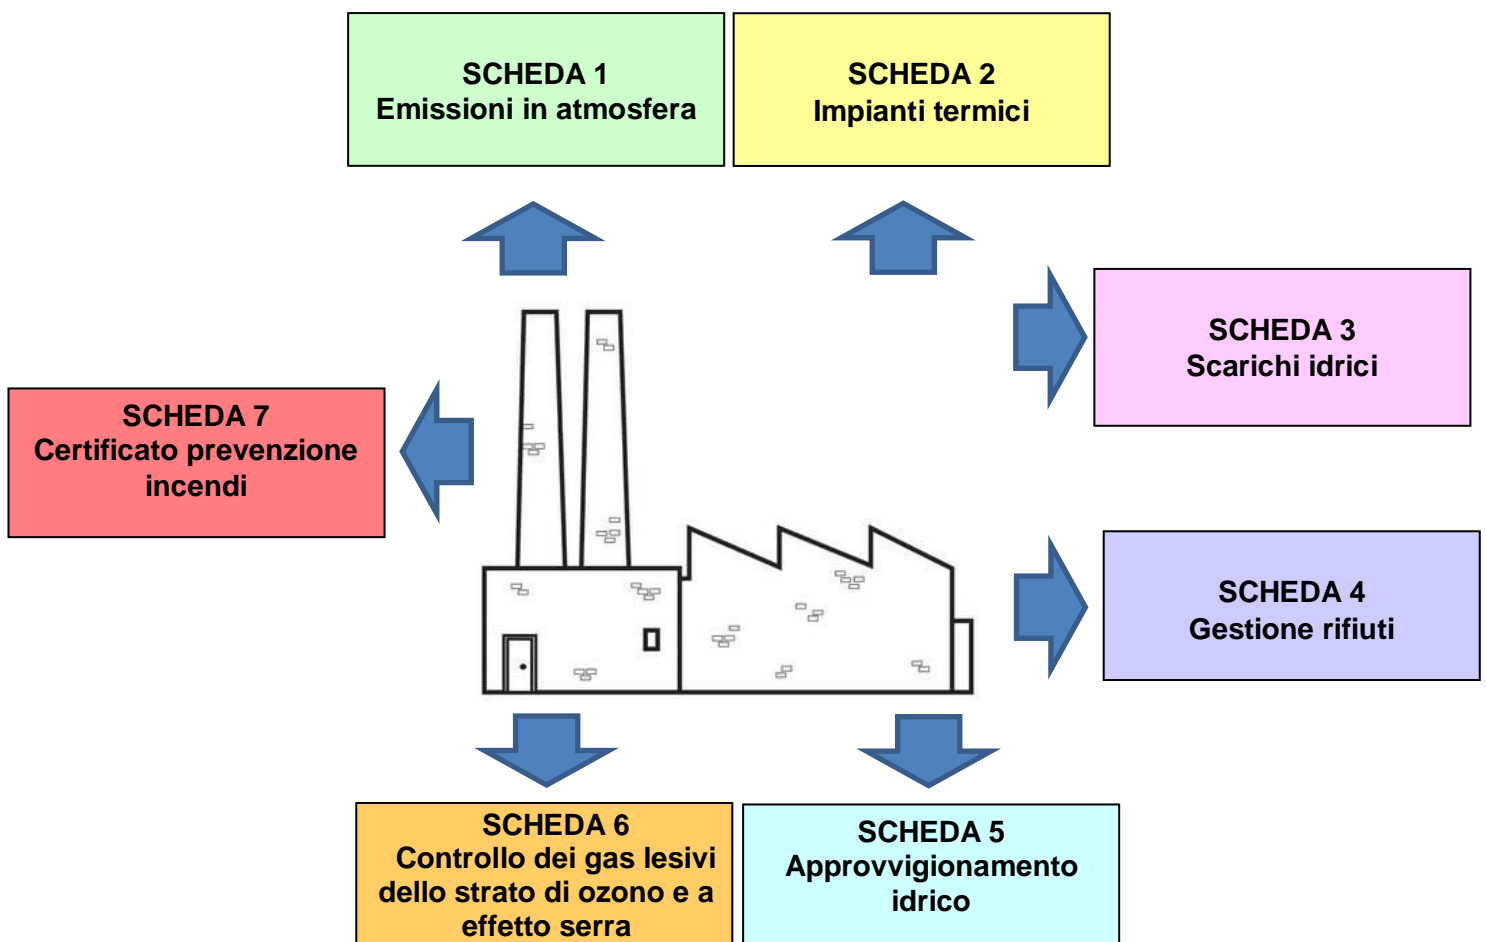 SCHEDA 1
Emissioni in atmosfera
SCHEDA 2
Impianti termici
SCHEDA 3
Scarichi idrici
SCHEDA 7
Certificato prevenzione
incendi
SCHEDA 4
Gestione rifiuti
SCHEDA 6
Controllo dei gas lesivi
dello strato di ozono e a
effetto serra
SCHEDA 5
Approvvigionamento
idrico